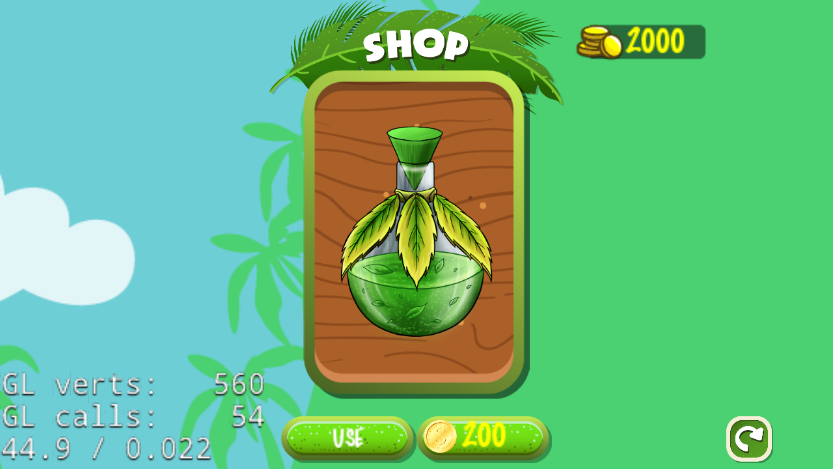 SHOP
2000
GL verts: 560
GL calls: 54
44.9 / 0.022
USE
200